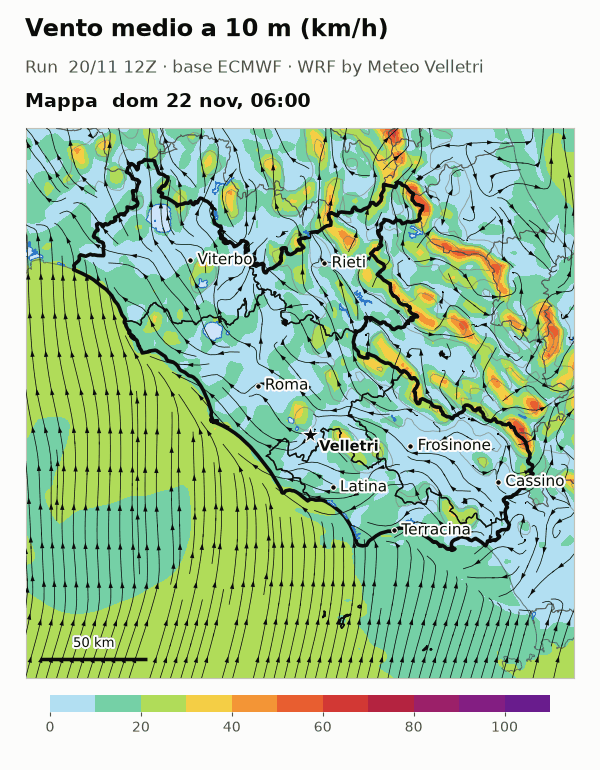 Vento medio a 10 m (km/h)
Run  20/11 12Z · base ECMWF · WRF by Meteo Velletri
Mappa  dom 22 nov, 06:00
Viterbo
Rieti
Roma
Velletri
Frosinone
Cassino
Latina
Terracina
50 km
0 20 40 60 80 100